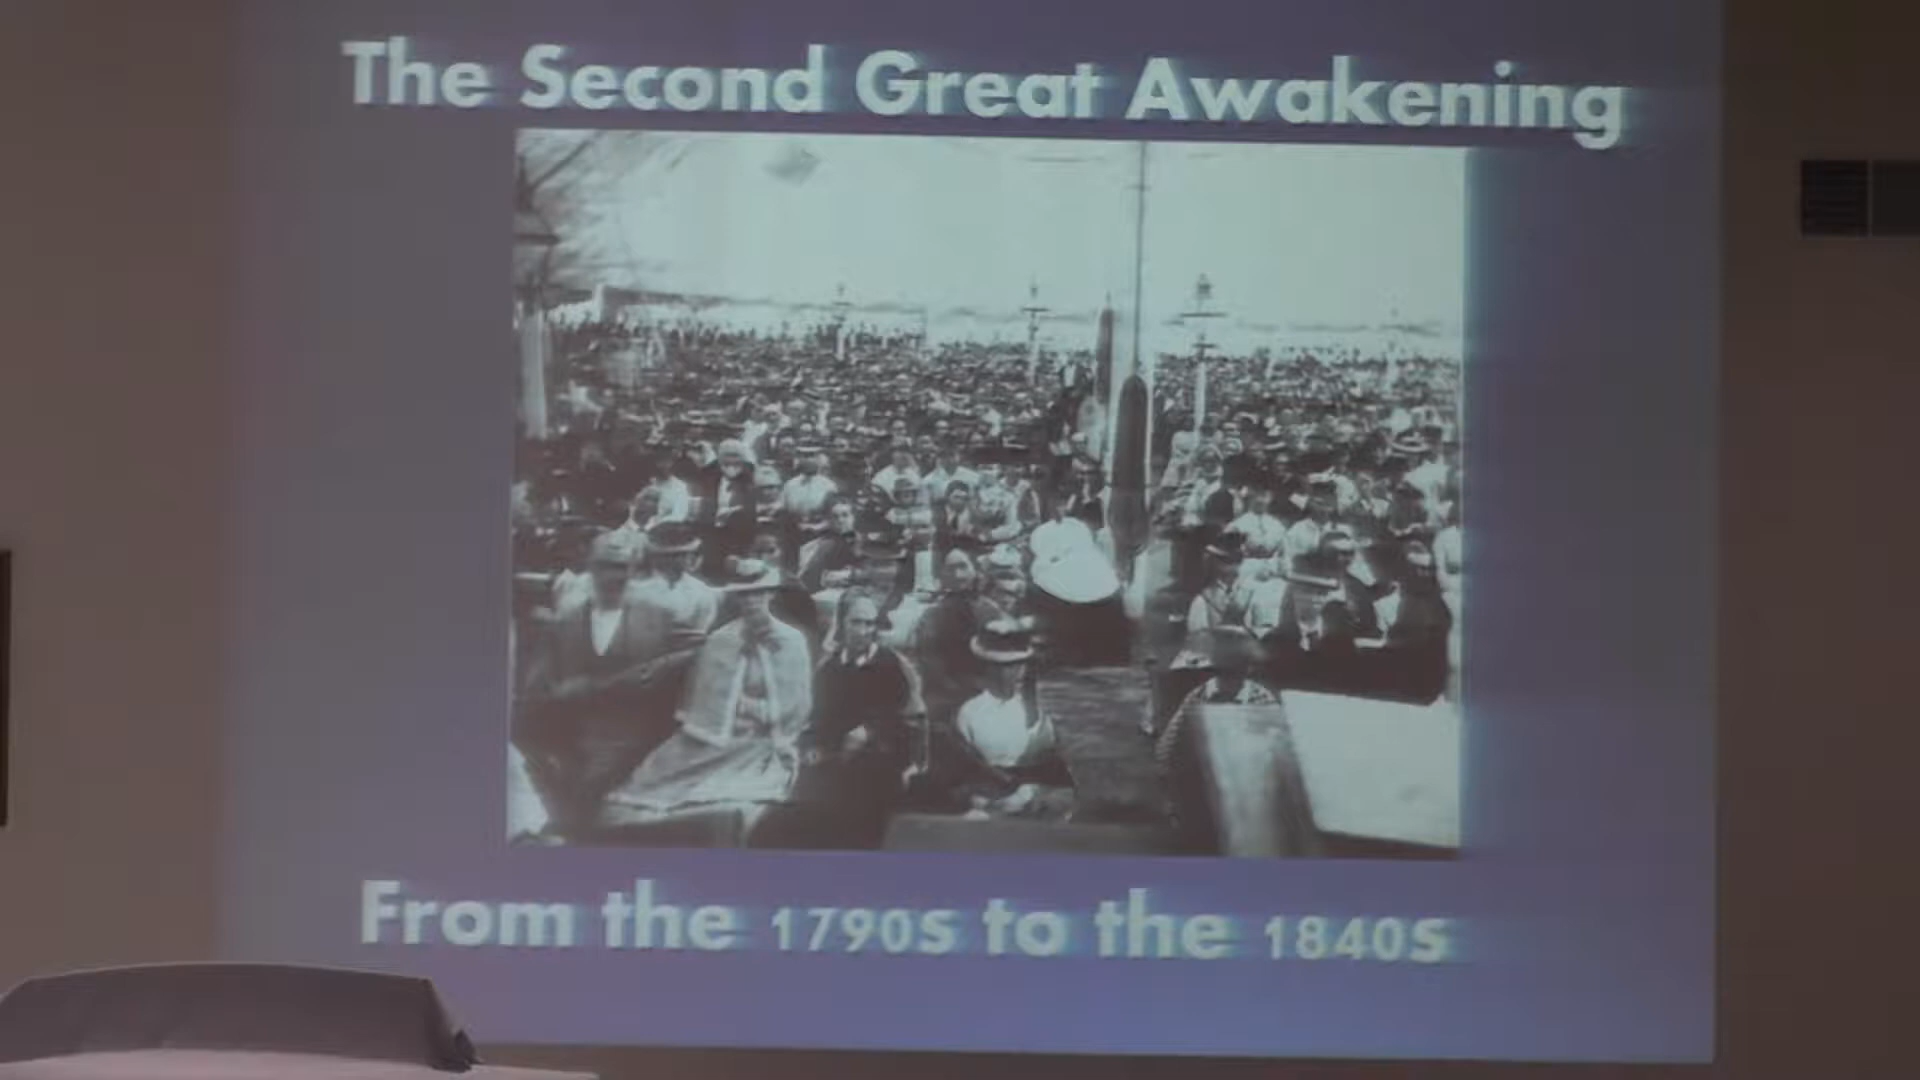 The Second Great Awakening
From the 1790s to the 1840s